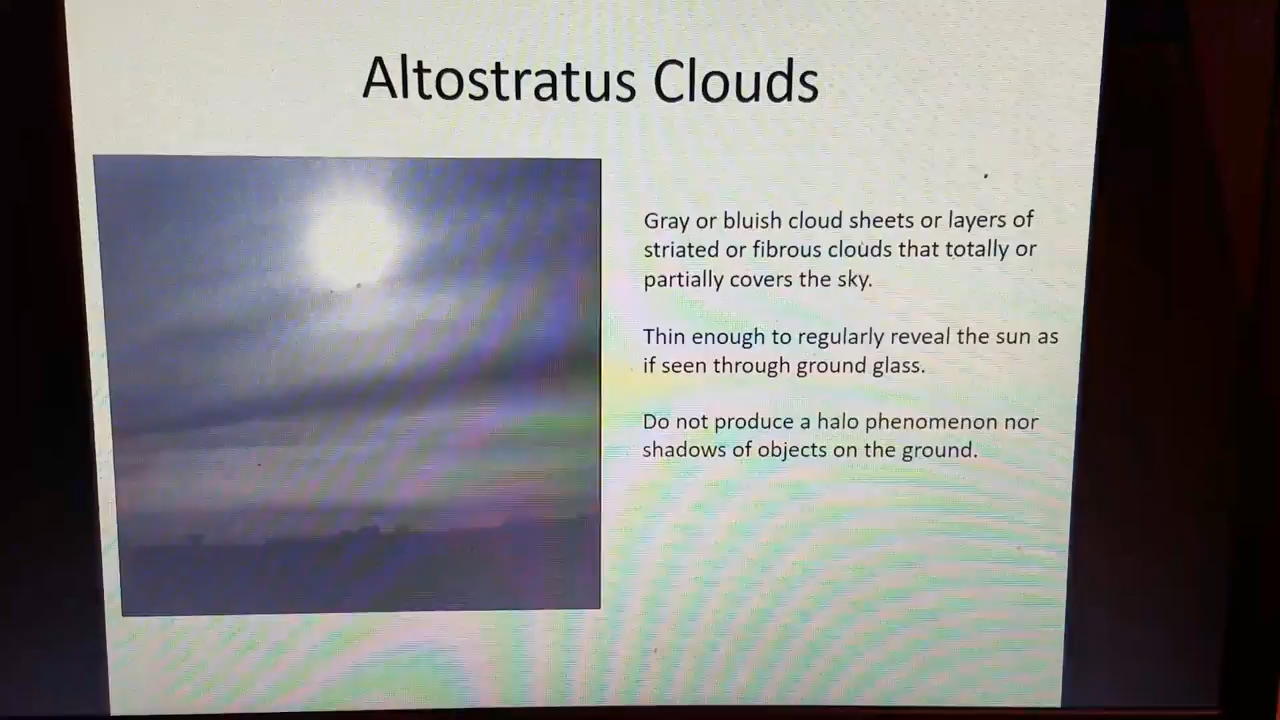 Altostratus Clouds
Gray or bluish cloud sheets or layers of
striated or fibrous clouds that totally or
partially covers the sky.
Thin enough to regularly reveal the sun as
if seen through ground glass.
Do not produce a halo phenomenon nor
shadows of objects on the ground.